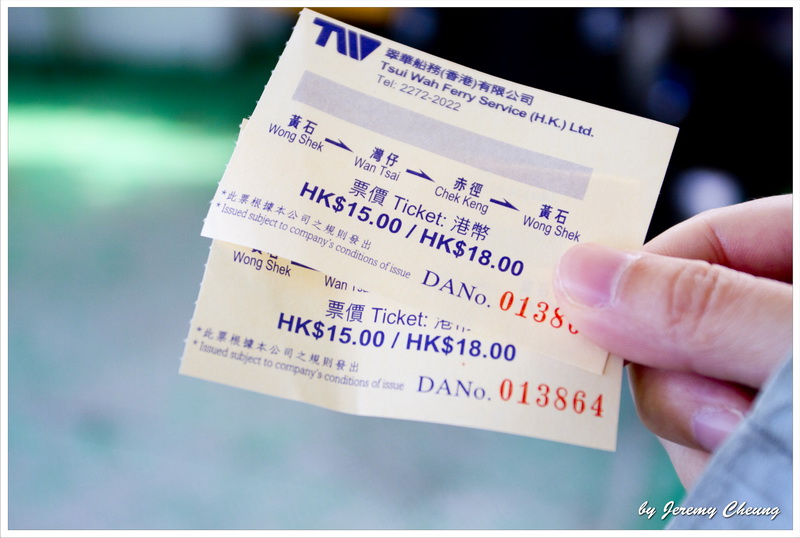 TW
翠華船務(香港)有限公司
Tsui Wah Ferry Service (H.K.) Ltd.
Tel: 2272-2022
黃石 灣仔 赤徑 黃石
Wong Shek Wan Tsai Chek Keng Wong Shek
票價 Ticket: 港幣
HK$15.00 / HK$18.00
*此票根據本公司之規則發出
*Issued subject to company's conditions of issue
DANo. 0138
Wong Shek
票價 Ticket:
HK$15.00 / HK$18.00
*此票根據本公司之規則發出
*Issued subject to company's conditions of issue
DANo. 013864
by Jeremy Cheung